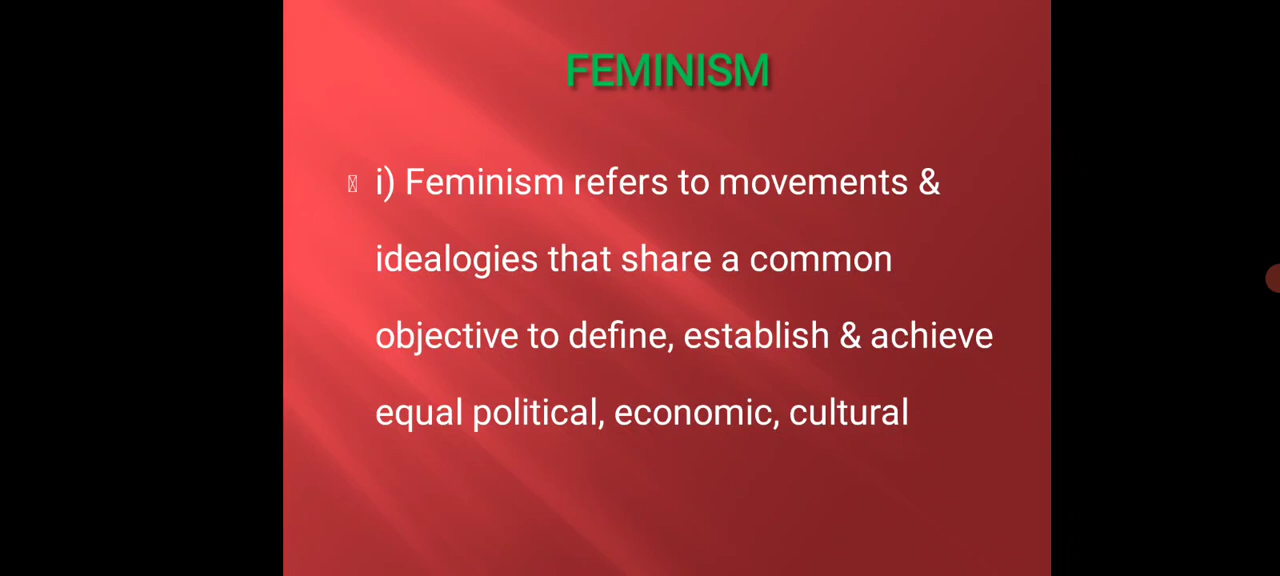 FEMINISM
i) Feminism refers to movements &
idealogies that share a common
objective to define, establish & achieve
equal political, economic, cultural